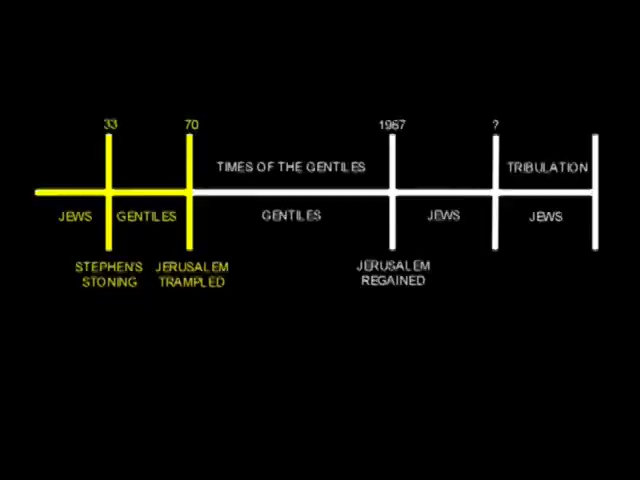 33 70 1967 ?
TIMES OF THE GENTILES TRIBULATION
JEWS GENTILES GENTILES JEWS JEWS
STEPHEN'S JERUSALEM JERUSALEM
STONING TRAMPLED REGAINED